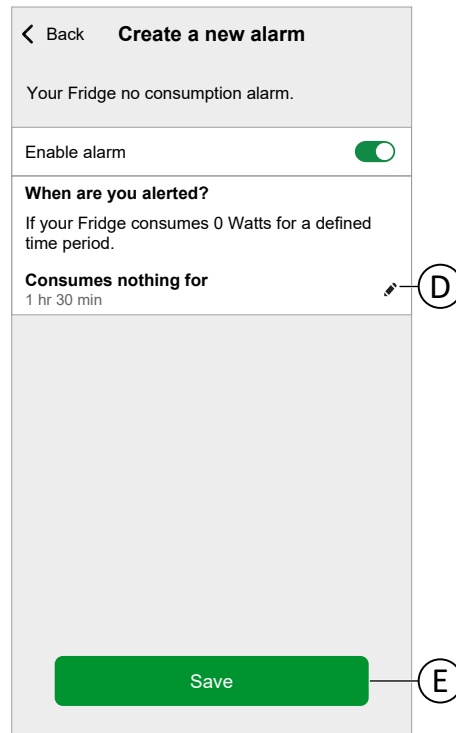 Back Create a new alarm
Your Fridge no consumption alarm.
Enable alarm
When are you alerted?
If your Fridge consumes 0 Watts for a defined
time period.
Consumes nothing for
1 hr 30 min
D
Save
E